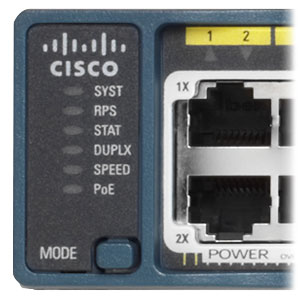 CISCO
SYST
RPS
STAT
DUPLX
SPEED
PoE
MODE
1 2
1X
2X
POWER